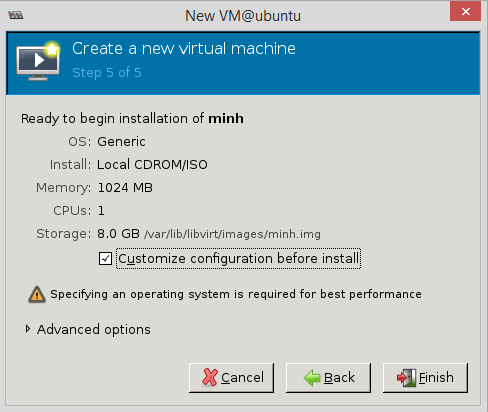 New VM@ubuntu
Create a new virtual machine
Step 5 of 5
Ready to begin installation of minh
OS: Generic
Install: Local CDROM/ISO
Memory: 1024 MB
CPUs: 1
Storage: 8.0 GB /var/lib/libvirt/images/minh.img
Customize configuration before install
Specifying an operating system is required for best performance
Advanced options
Cancel Back Finish